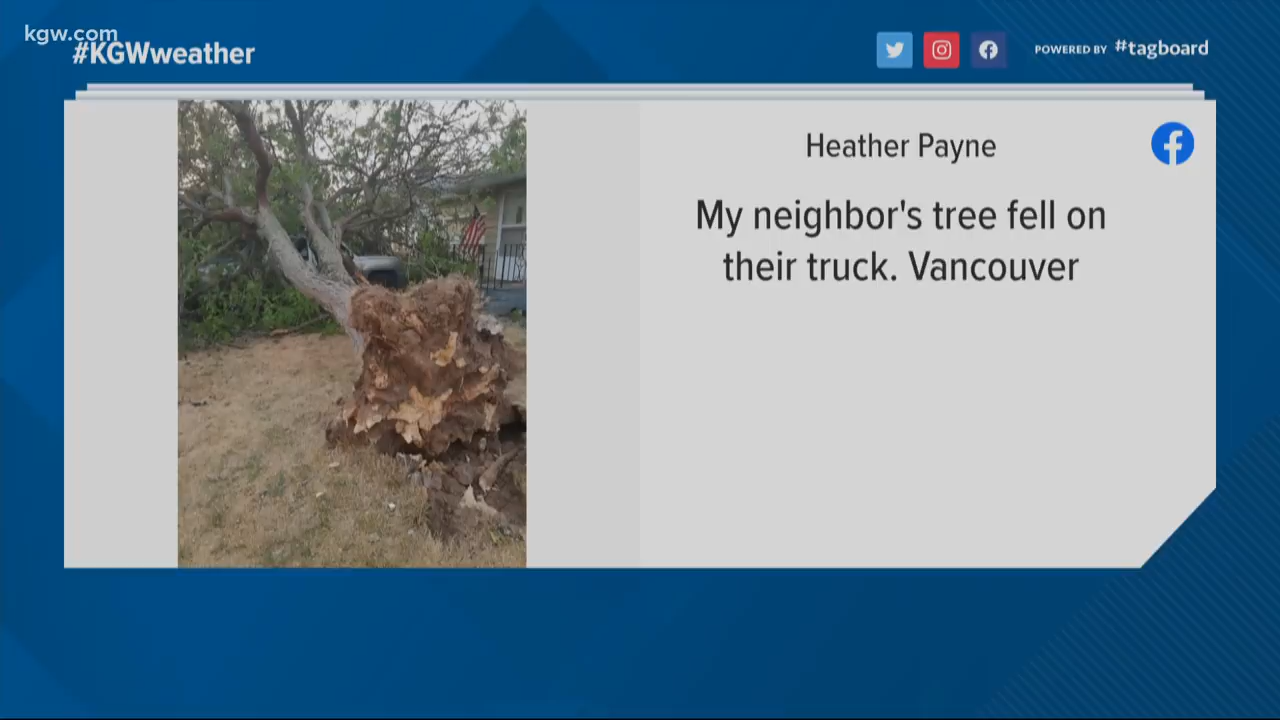 kgw.com
#KGWweather
POWERED BY #tagboard
Heather Payne
My neighbor's tree fell on
their truck. Vancouver